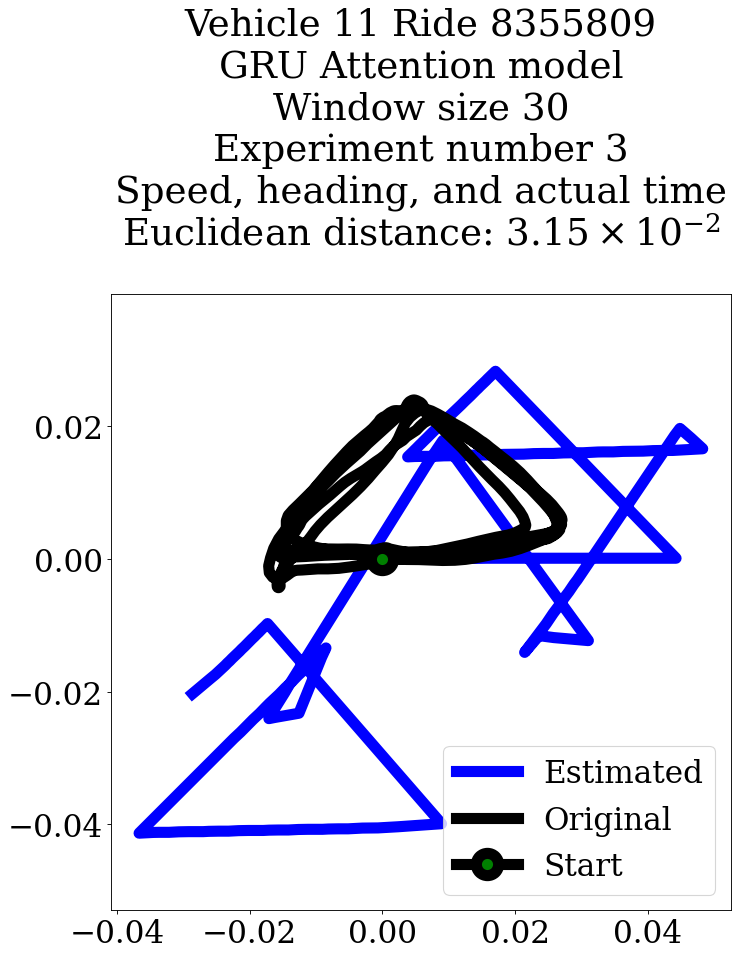 Vehicle 11 Ride 8355809
GRU Attention model
Window size 30
Experiment number 3
Speed, heading, and actual time
Euclidean distance: 3.15 × 10⁻²
0.02
0.00
−0.02
−0.04
−0.04 −0.02 0.00 0.02 0.04
Estimated
Original
Start